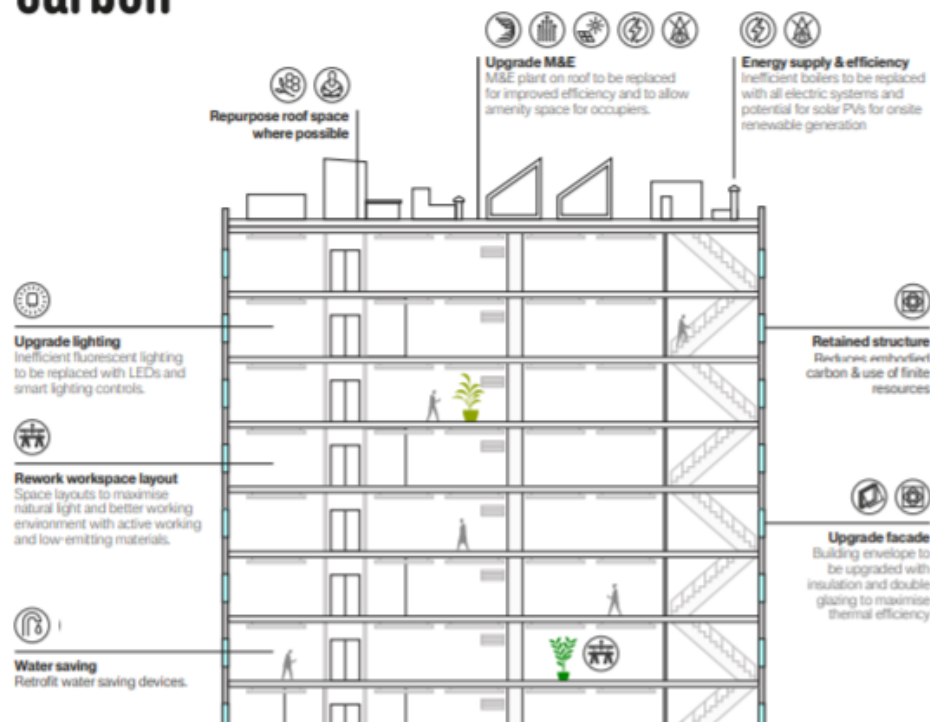 carbon
Upgrade M&E
M&E plant on roof to be replaced
for improved efficiency and to allow
amenity space for occupiers.
Energy supply & efficiency
Inefficient boilers to be replaced
with all electric systems and
potential for solar PVs for onsite
renewable generation
Repurpose roof space
where possible
Upgrade lighting
Inefficient fluorescent lighting
to be replaced with LEDs and
smart lighting controls.
Retained structure
Reduces embodied
carbon & use of finite
resources
Rework workspace layout
Space layouts to maximise
natural light and better working
environment with active working
and low-emitting materials.
Upgrade facade
Building envelope to
be upgraded with
insulation and double
glazing to maximise
thermal efficiency
Water saving
Retrofit water saving devices.